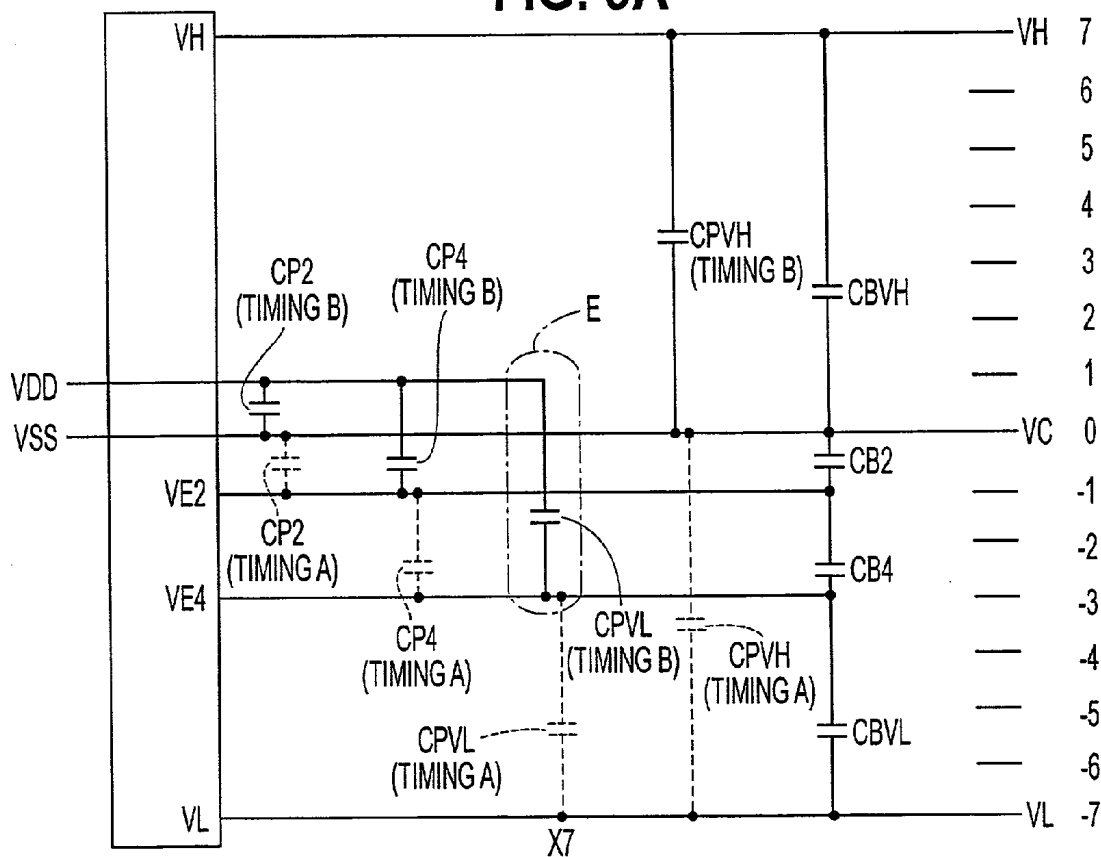 FIG.
VH
VH 7
6
5
4
CPVH
(TIMING B)
3
CP4
(TIMING B)
CP2
(TIMING B)
CBVH
E
2
VDD
1
VSS
VC 0
CB2
VE2
-1
CP2
(TIMING A)
-2
CB4
VE4
-3
CP4
(TIMING A)
CPVL
(TIMING B)
CPVH
(TIMING A)
-4
-5
CPVL
(TIMING A)
CBVL
-6
VL
VL -7
X7